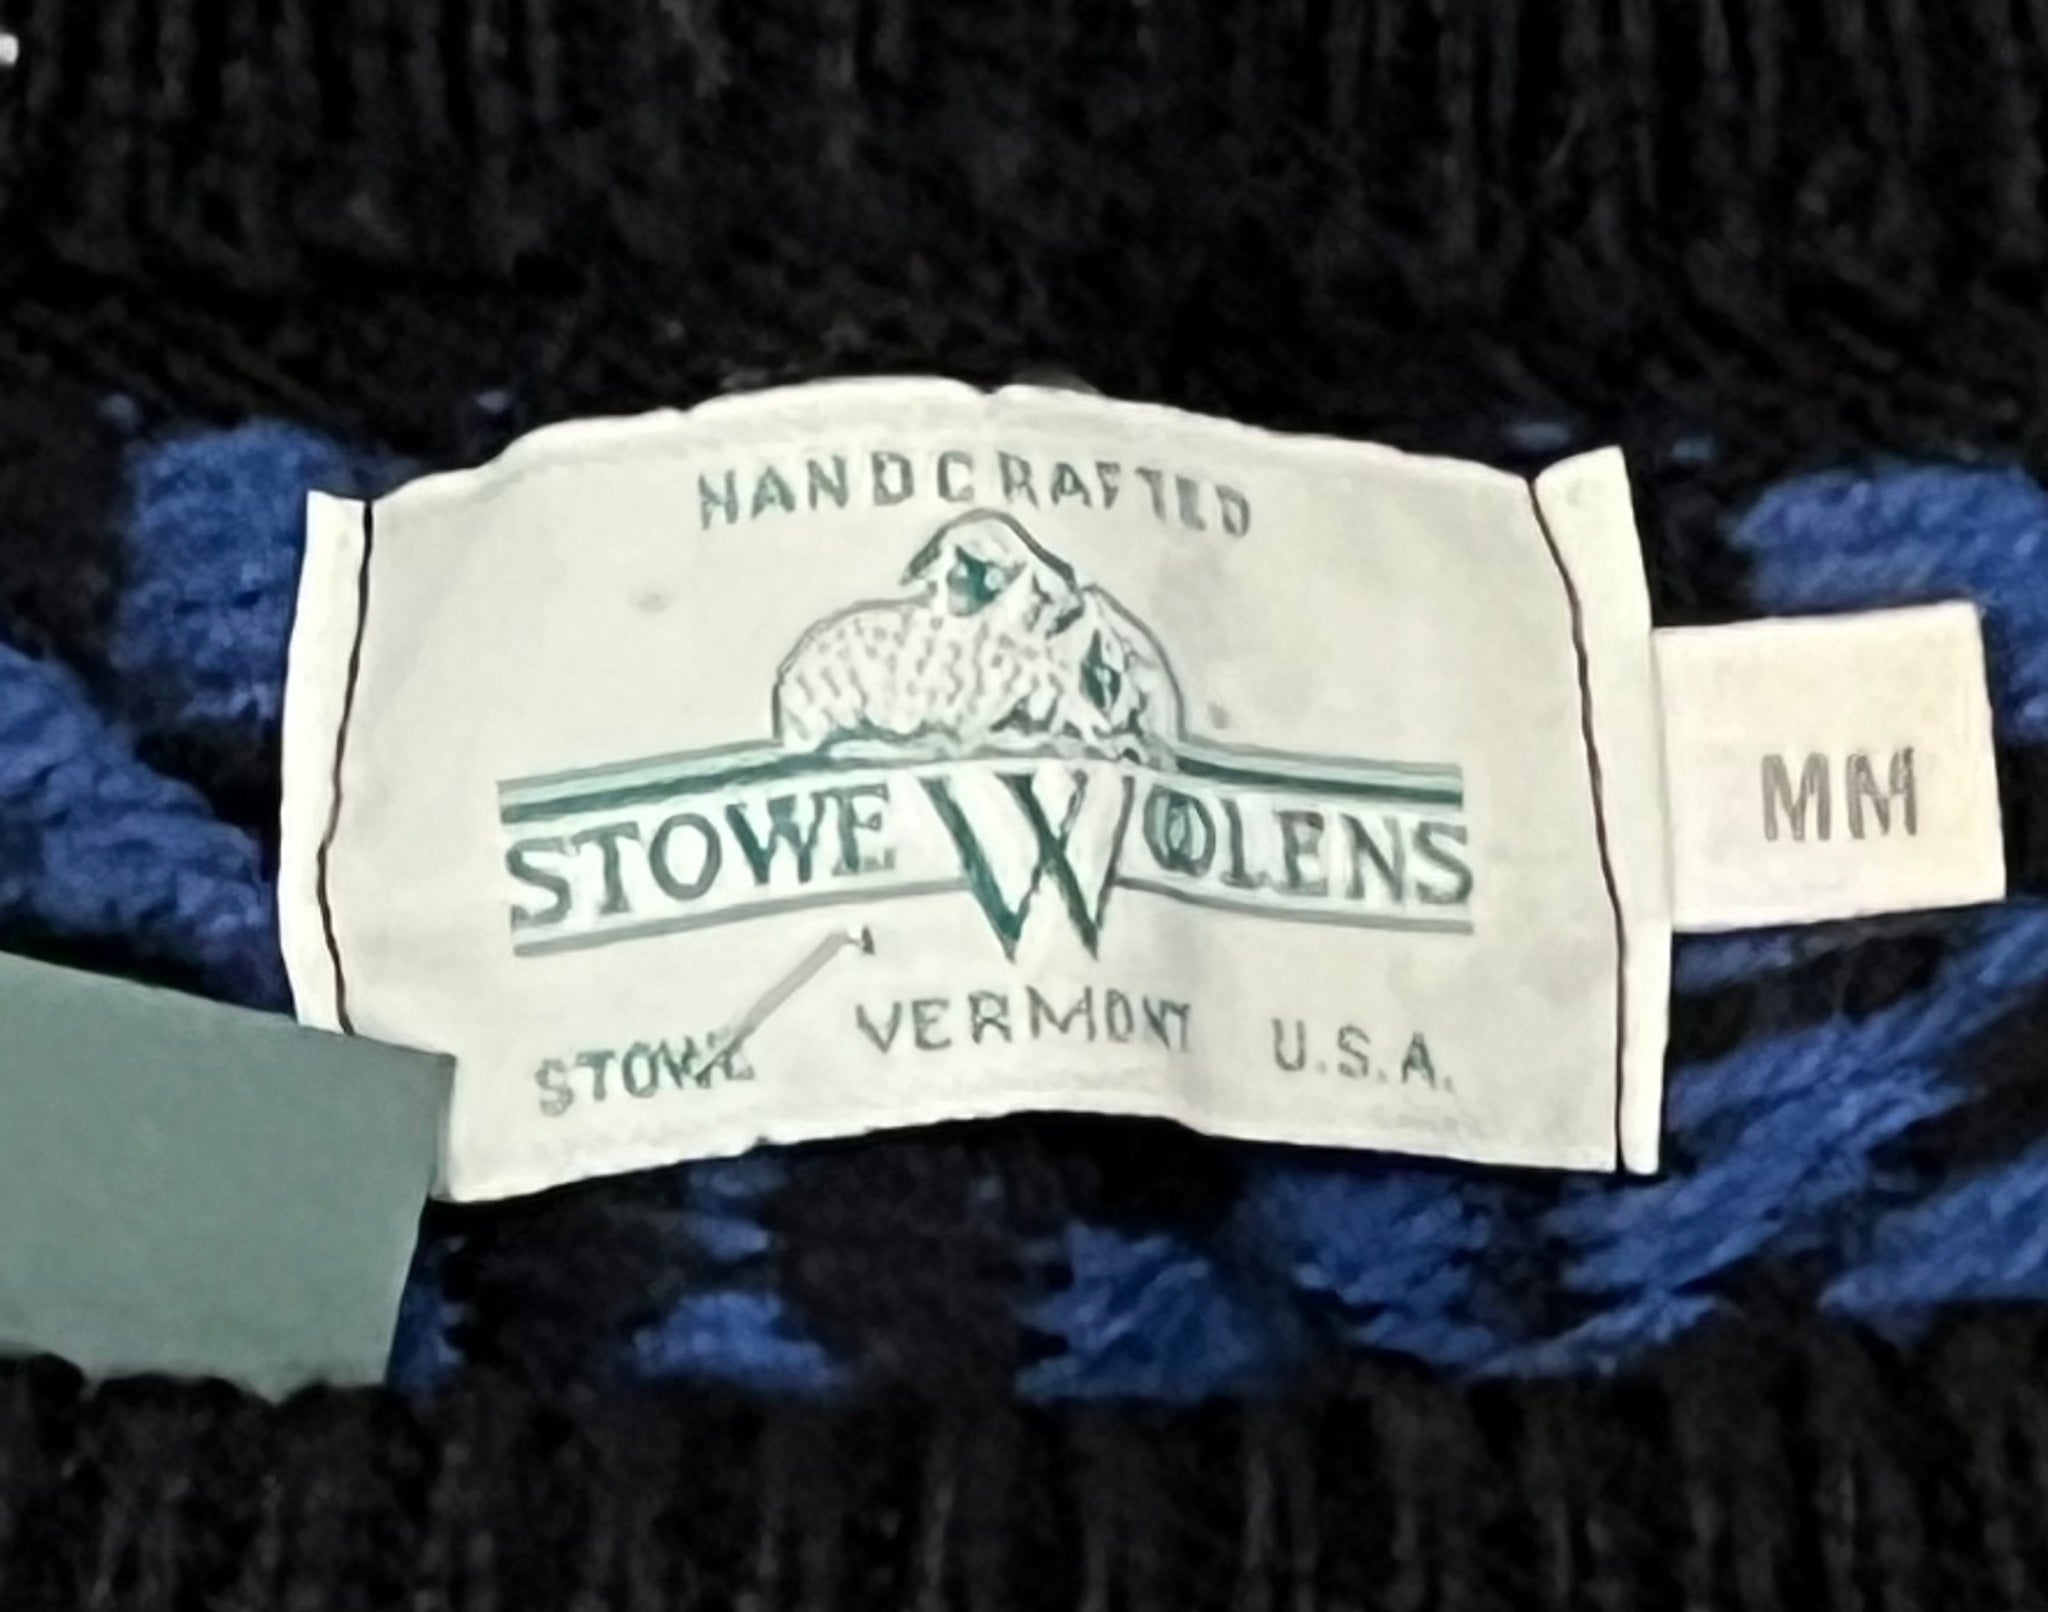 HANDCRAFTED
STOWE WOOLENS
STOWE VERMONT U.S.A.
MM